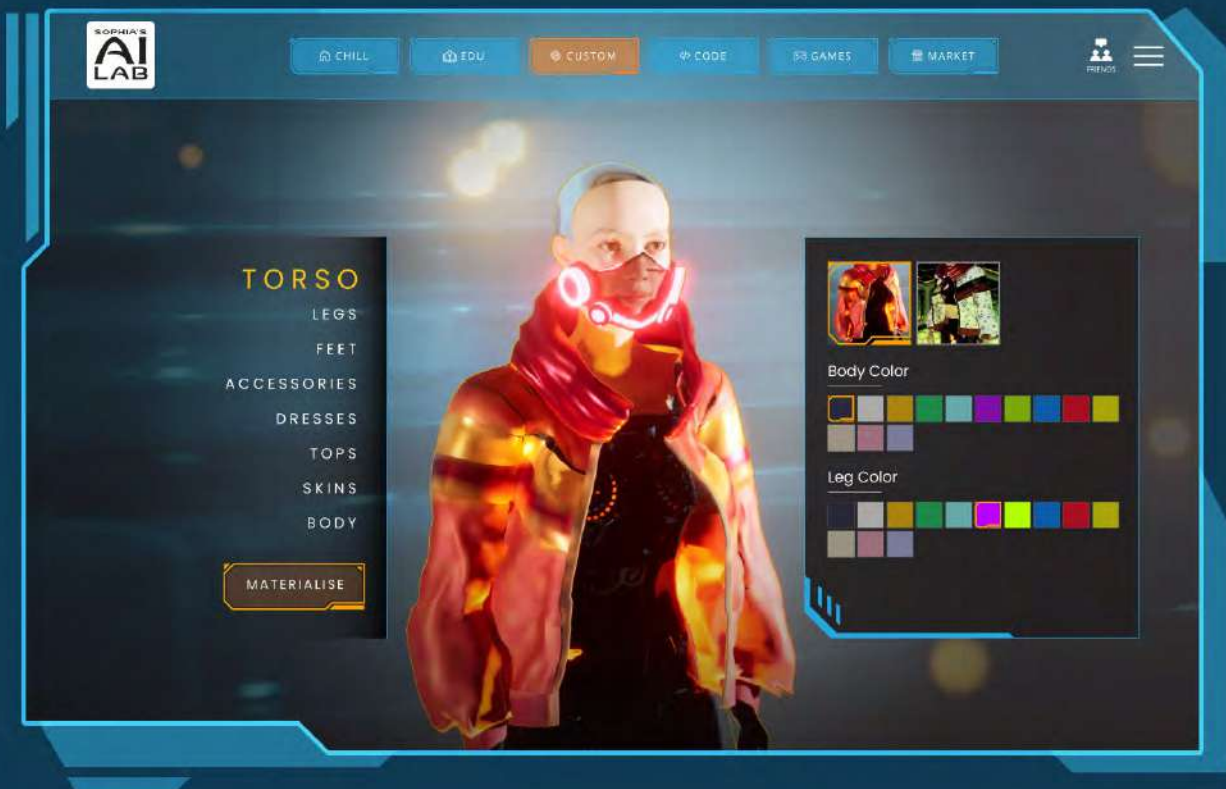 SOPHIA'S
AI
LAB
CHILL
EDU
CUSTOM
CODE
GAMES
MARKET
FRIENDS
TORSO
LEGS
FEET
ACCESSORIES
DRESSES
TOPS
SKINS
BODY
MATERIALISE
Body Color
Leg Color